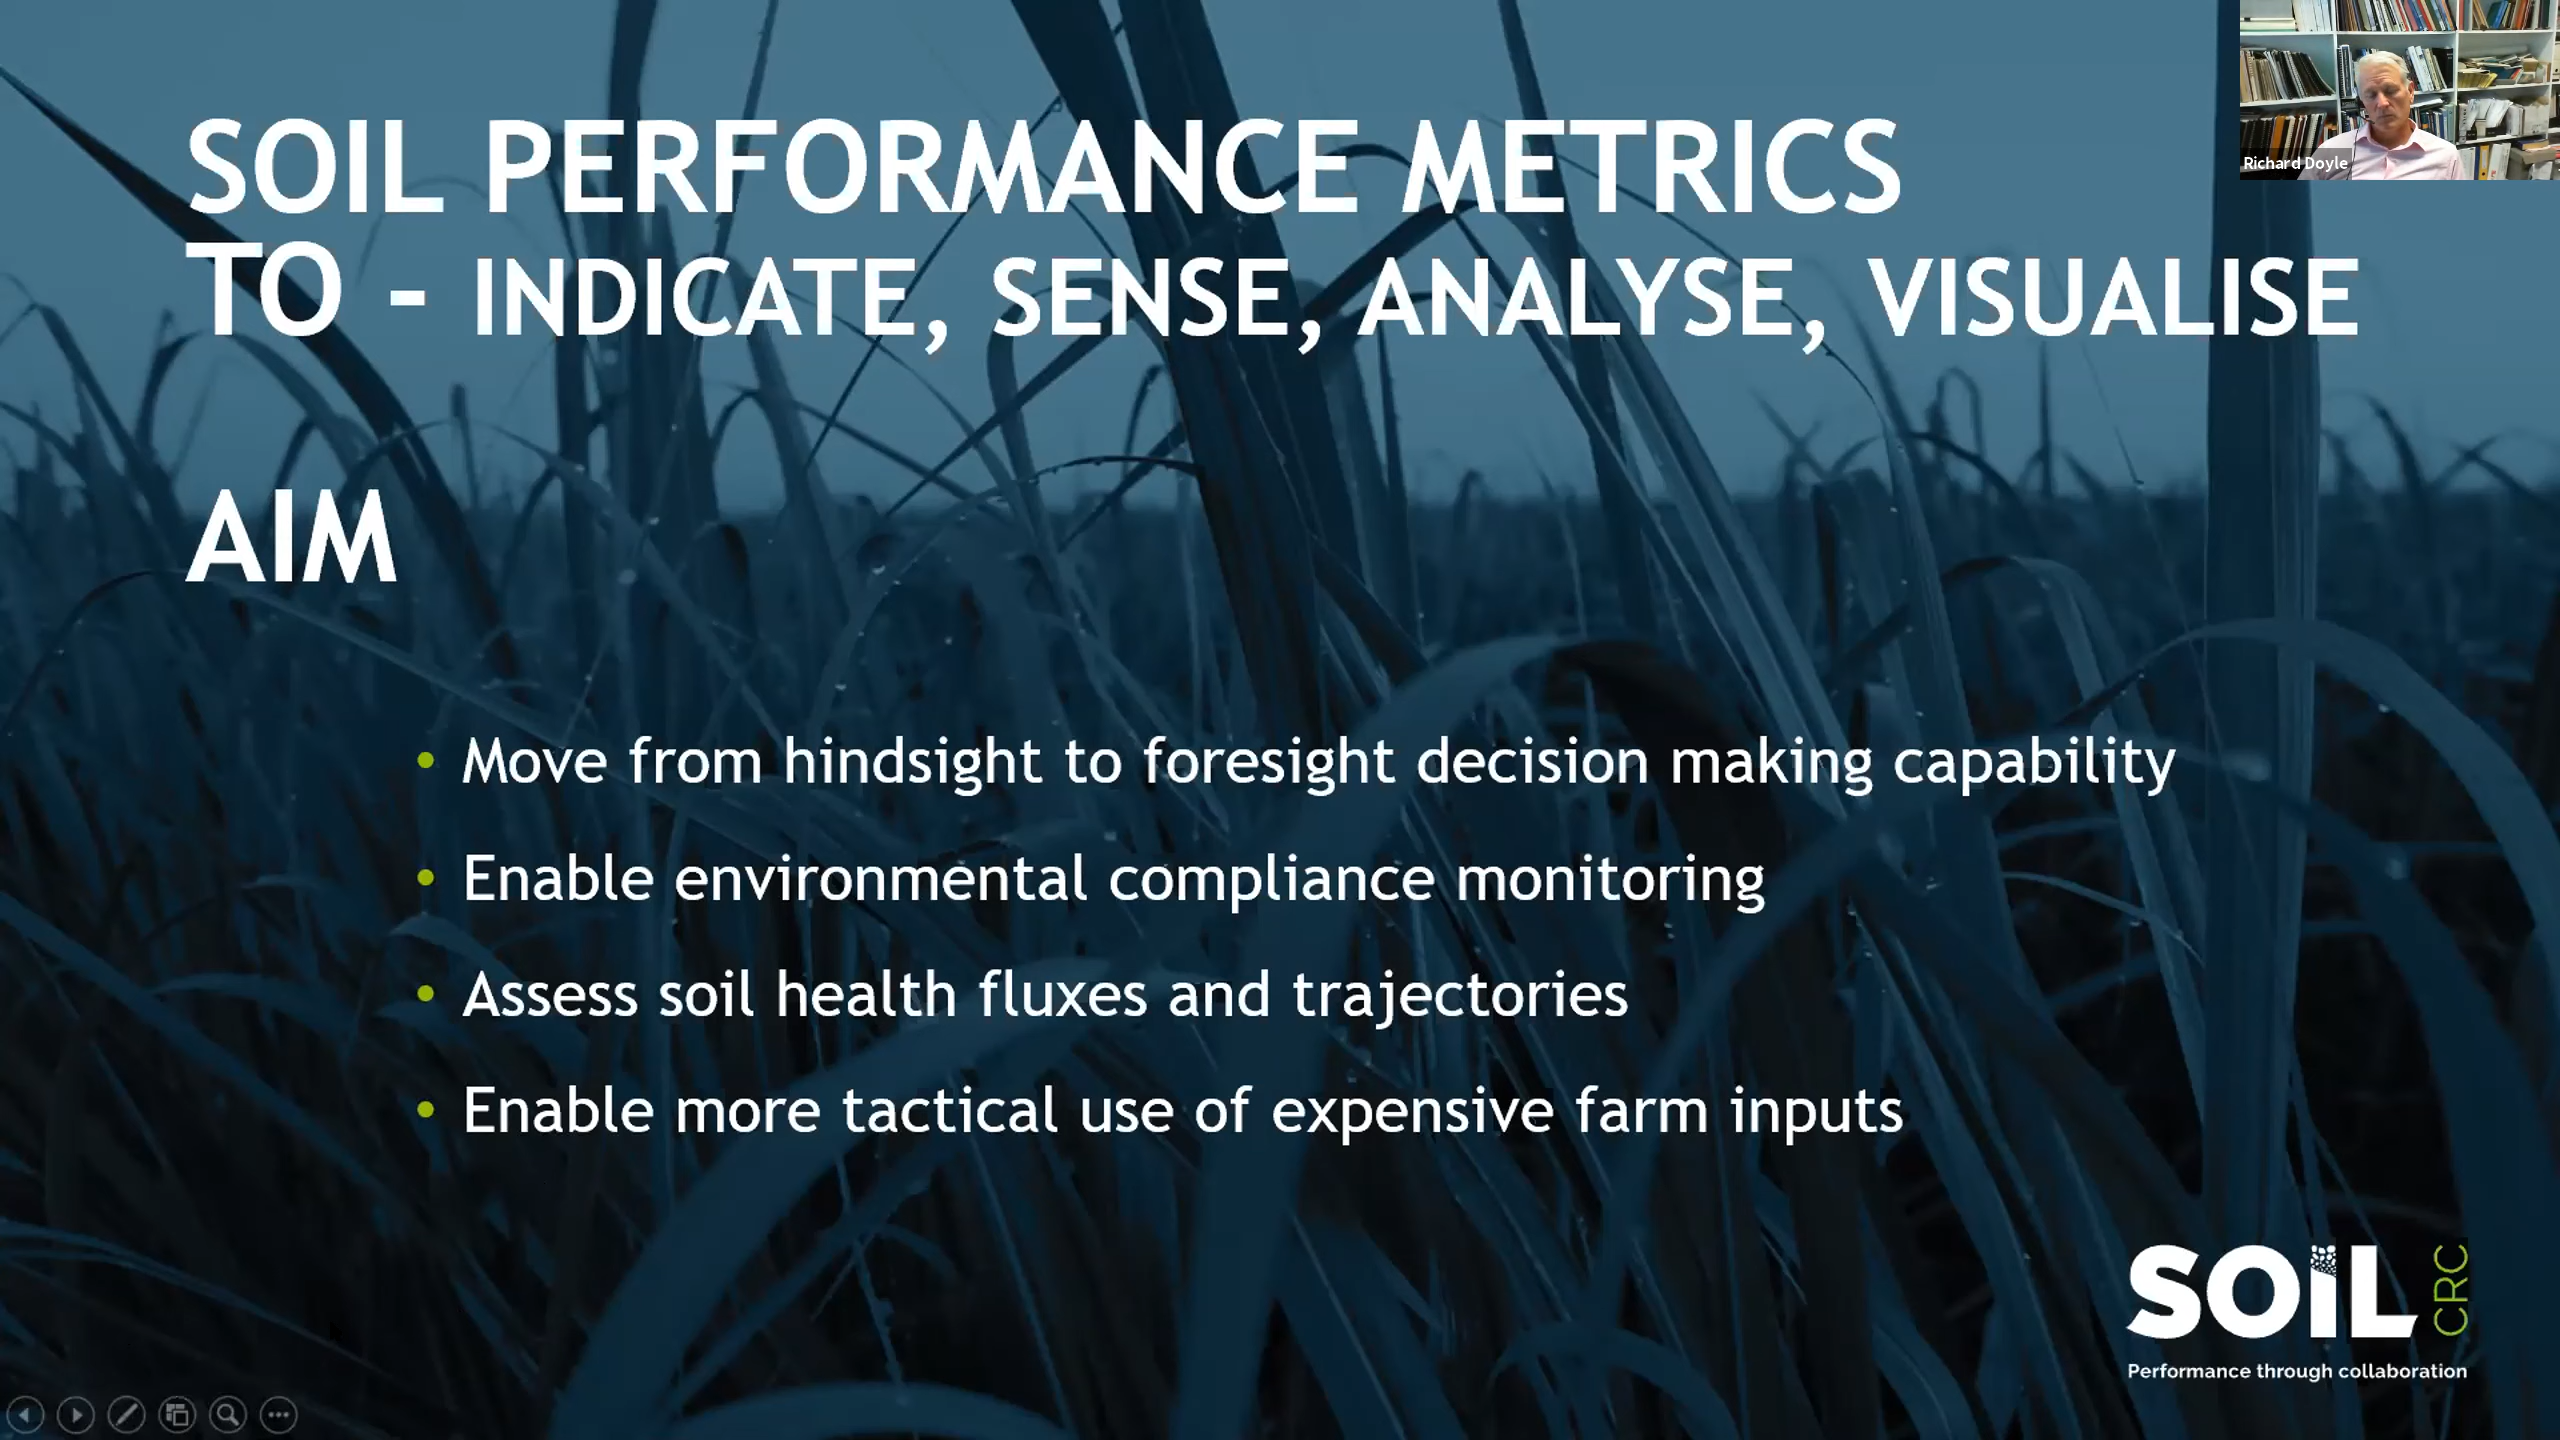 SOIL PERFORMANCE METRICS
TO - INDICATE, SENSE, ANALYSE, VISUALISE
Richard Doyle
AIM
• Move from hindsight to foresight decision making capability
• Enable environmental compliance monitoring
• Assess soil health fluxes and trajectories
• Enable more tactical use of expensive farm inputs
SOIL CRC
Performance through collaboration